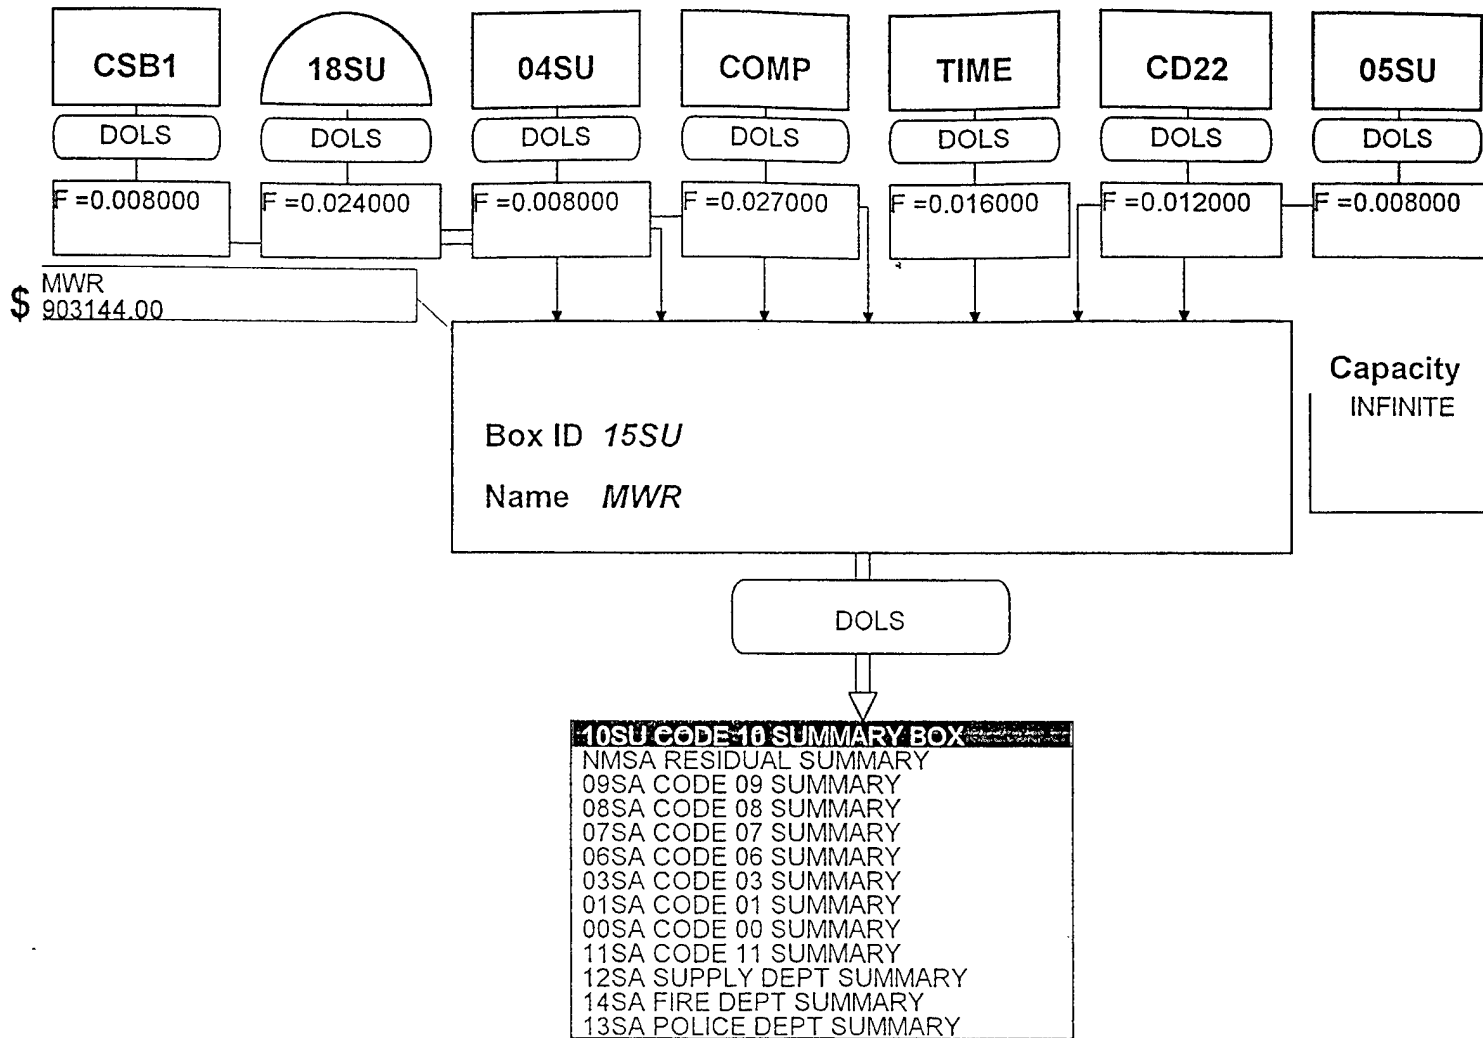 CSB1 18SU 04SU COMP TIME CD22 05SU
DOLS DOLS DOLS DOLS DOLS DOLS DOLS
F =0.008000 F =0.024000 F =0.008000 F =0.027000 F =0.016000 F =0.012000 F =0.008000
MWR
$ 903144.00
Capacity
INFINITE
Box ID 15SU
Name MWR
DOLS
10SU CODE 10 SUMMARY BOX
NMSA RESIDUAL SUMMARY
09SA CODE 09 SUMMARY
08SA CODE 08 SUMMARY
07SA CODE 07 SUMMARY
06SA CODE 06 SUMMARY
03SA CODE 03 SUMMARY
01SA CODE 01 SUMMARY
00SA CODE 00 SUMMARY
11SA CODE 11 SUMMARY
12SA SUPPLY DEPT SUMMARY
14SA FIRE DEPT SUMMARY
13SA POLICE DEPT SUMMARY